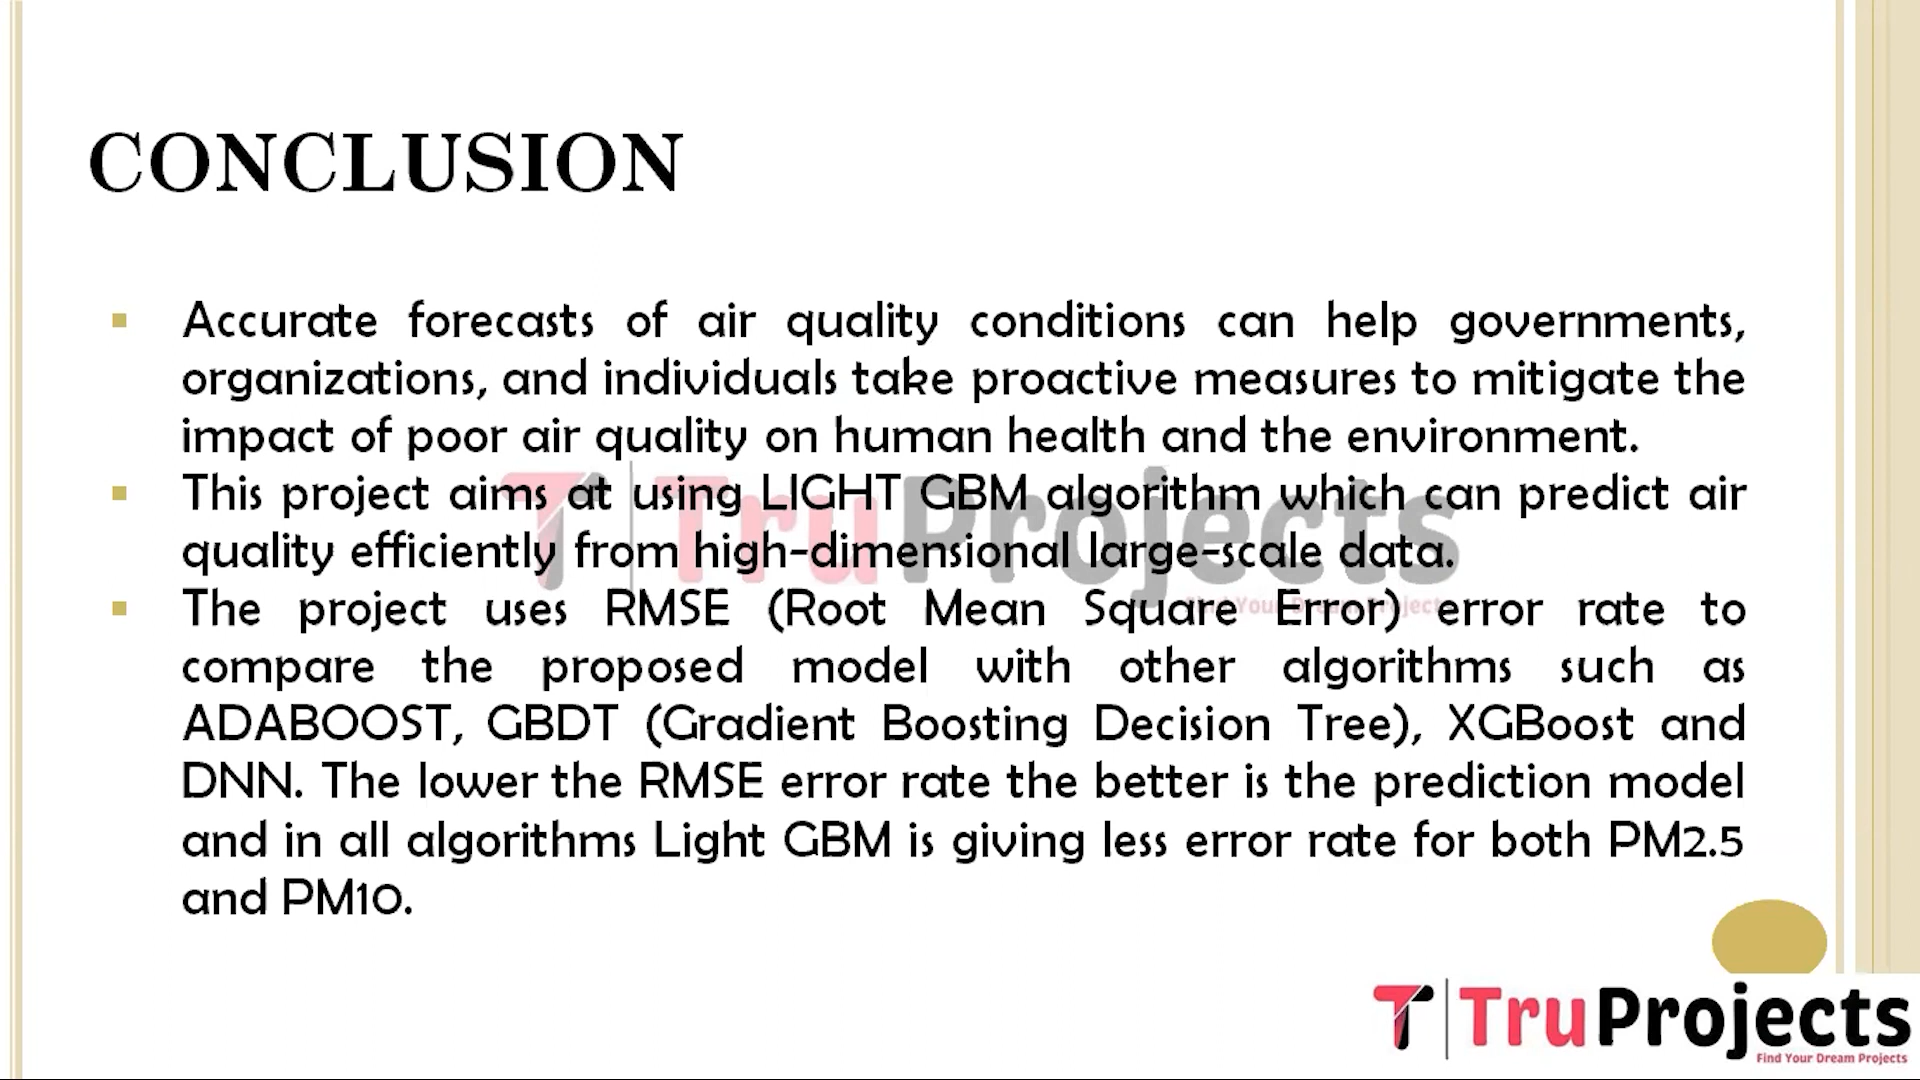 CONCLUSION
Accurate forecasts of air quality conditions can help governments,
organizations, and individuals take proactive measures to mitigate the
impact of poor air quality on human health and the environment.
This project aims at using LIGHT GBM algorithm which can predict air
quality efficiently from high-dimensional large-scale data.
The project uses RMSE (Root Mean Square Error) error rate to
compare the proposed model with other algorithms such as
ADABOOST, GBDT (Gradient Boosting Decision Tree), XGBoost and
DNN. The lower the RMSE error rate the better is the prediction model
and in all algorithms Light GBM is giving less error rate for both PM2.5
and PM10.
TruProjects
Find Your Dream Projects
TruProjects
Find Your Dream Projects